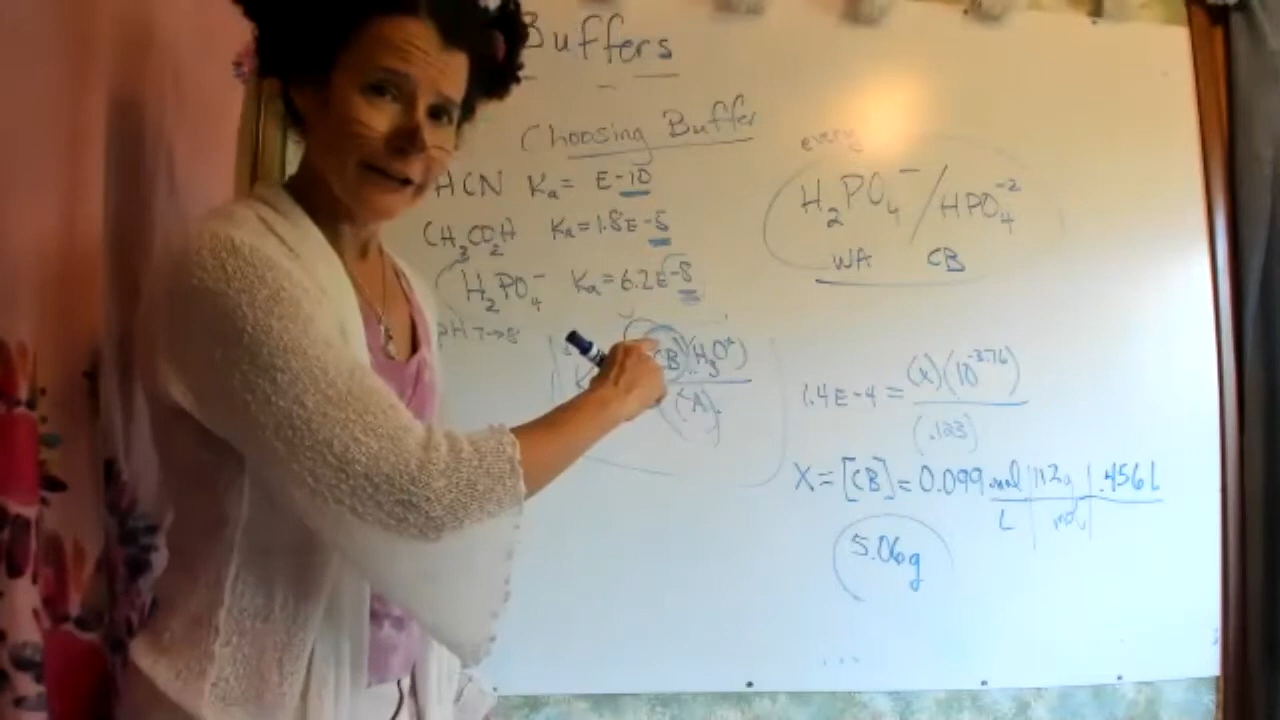 Buffers
Choosing Buffer
HCN Ka = E-10
CH3CO2H Ka = 1.8E-5
H2PO4- Ka = 6.2E-8
pH 7→8
CB)(H3O+)
(A)
every
H2PO4- / HPO4-2
WA CB
1.4E-4 = (x)(10-3.76)
(.123)
X = [CB] = 0.099 mol 112g .456L
L mol
5.06g